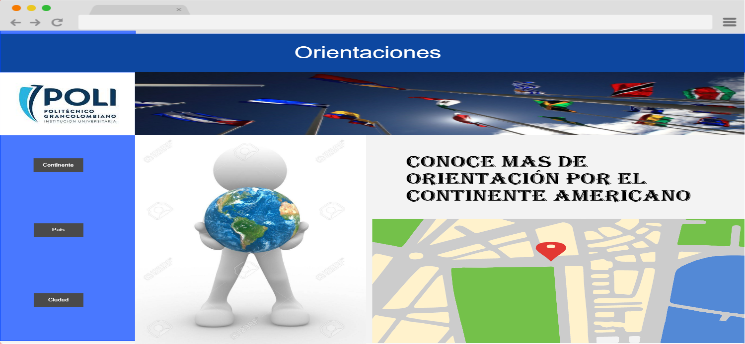 Orientaciones
POLI
POLITÉCNICO
GRANCOLOMBIANO
INSTITUCIÓN UNIVERSITARIA
CONOCE MAS DE
ORIENTACIÓN POR EL
CONTINENTE AMERICANO
Continente
País
Ciudad